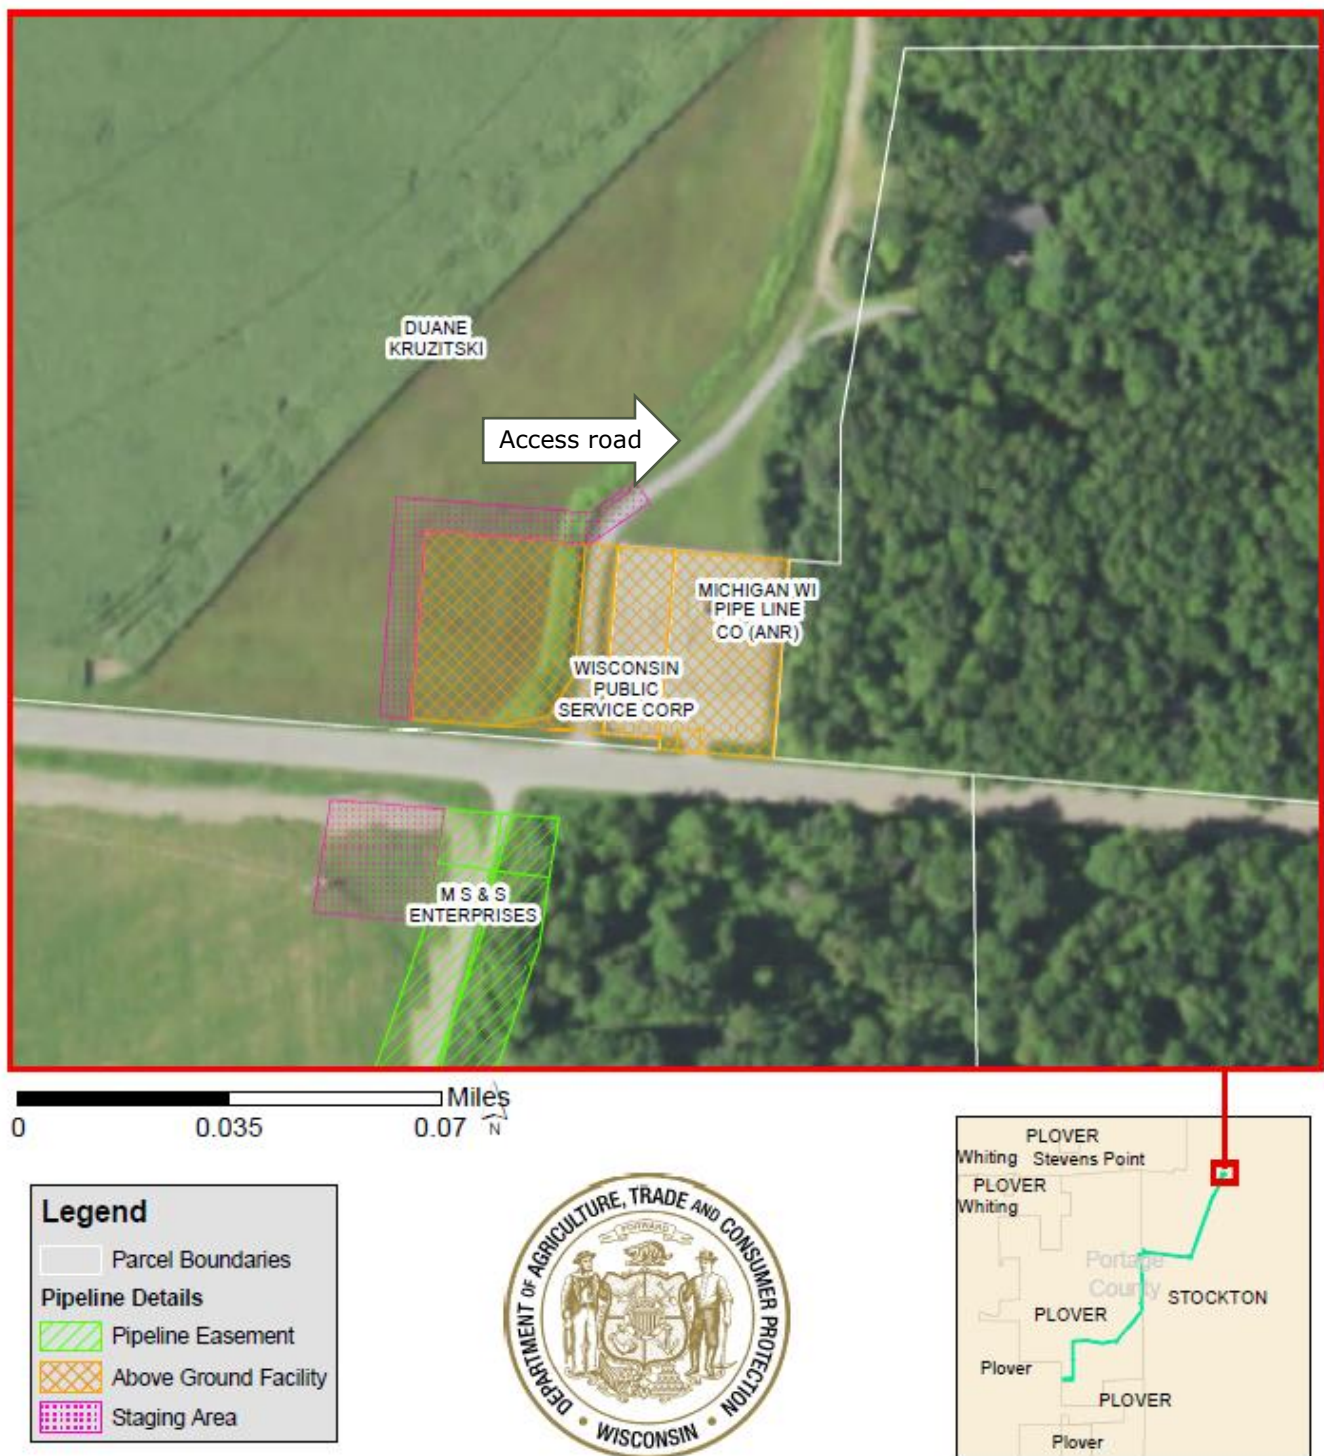 DUANE
KRUZITSKI
Access road
MICHIGAN WI
PIPE LINE
CO (ANR)
WISCONSIN
PUBLIC
SERVICE CORP
M S & S
ENTERPRISES
Miles
0
0.035
0.07
N
Legend
Parcel Boundaries
Pipeline Details
Pipeline Easement
Above Ground Facility
Staging Area
DEPARTMENT OF AGRICULTURE, TRADE AND CONSUMER PROTECTION
• WISCONSIN •
FORWARD
PLOVER
Whiting
Stevens Point
PLOVER
Whiting
Portage
County
STOCKTON
PLOVER
Plover
PLOVER
Plover